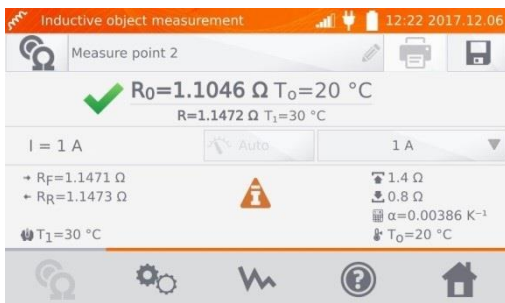 Inductive object measurement 12:22 2017.12.06
Measure point 2
R₀=1.1046 Ω T₀=20 °C
R=1.1472 Ω T₁=30 °C
I = 1 A Auto 1 A
→ RF=1.1471 Ω 1.4 Ω
← RR=1.1473 Ω 0.8 Ω
α=0.00386 K⁻¹
T₁=30 °C T₀=20 °C